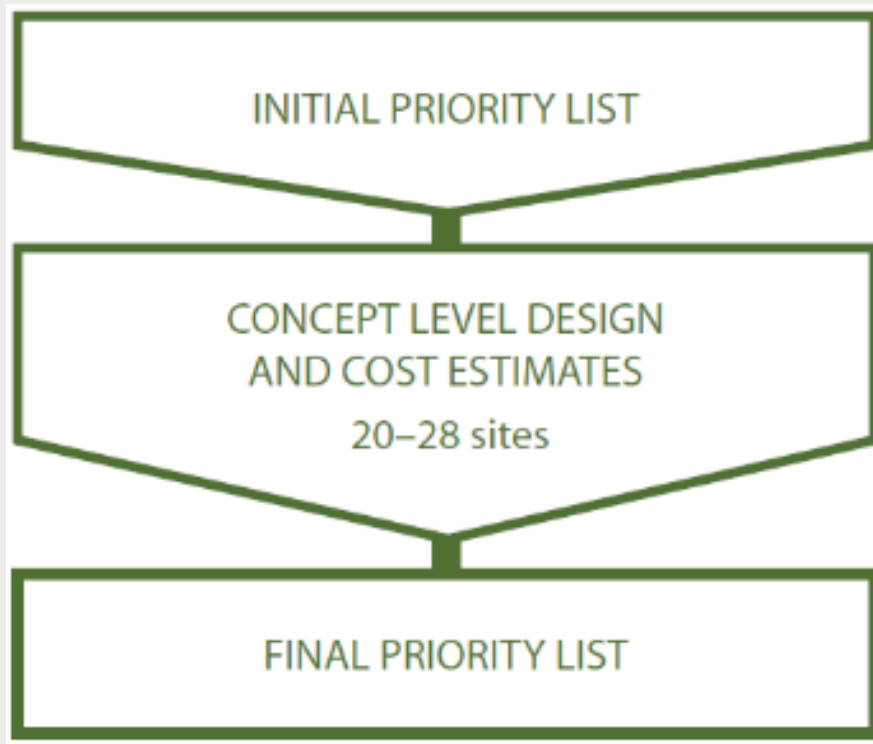 INITIAL PRIORITY LIST
CONCEPT LEVEL DESIGN
AND COST ESTIMATES
20–28 sites
FINAL PRIORITY LIST